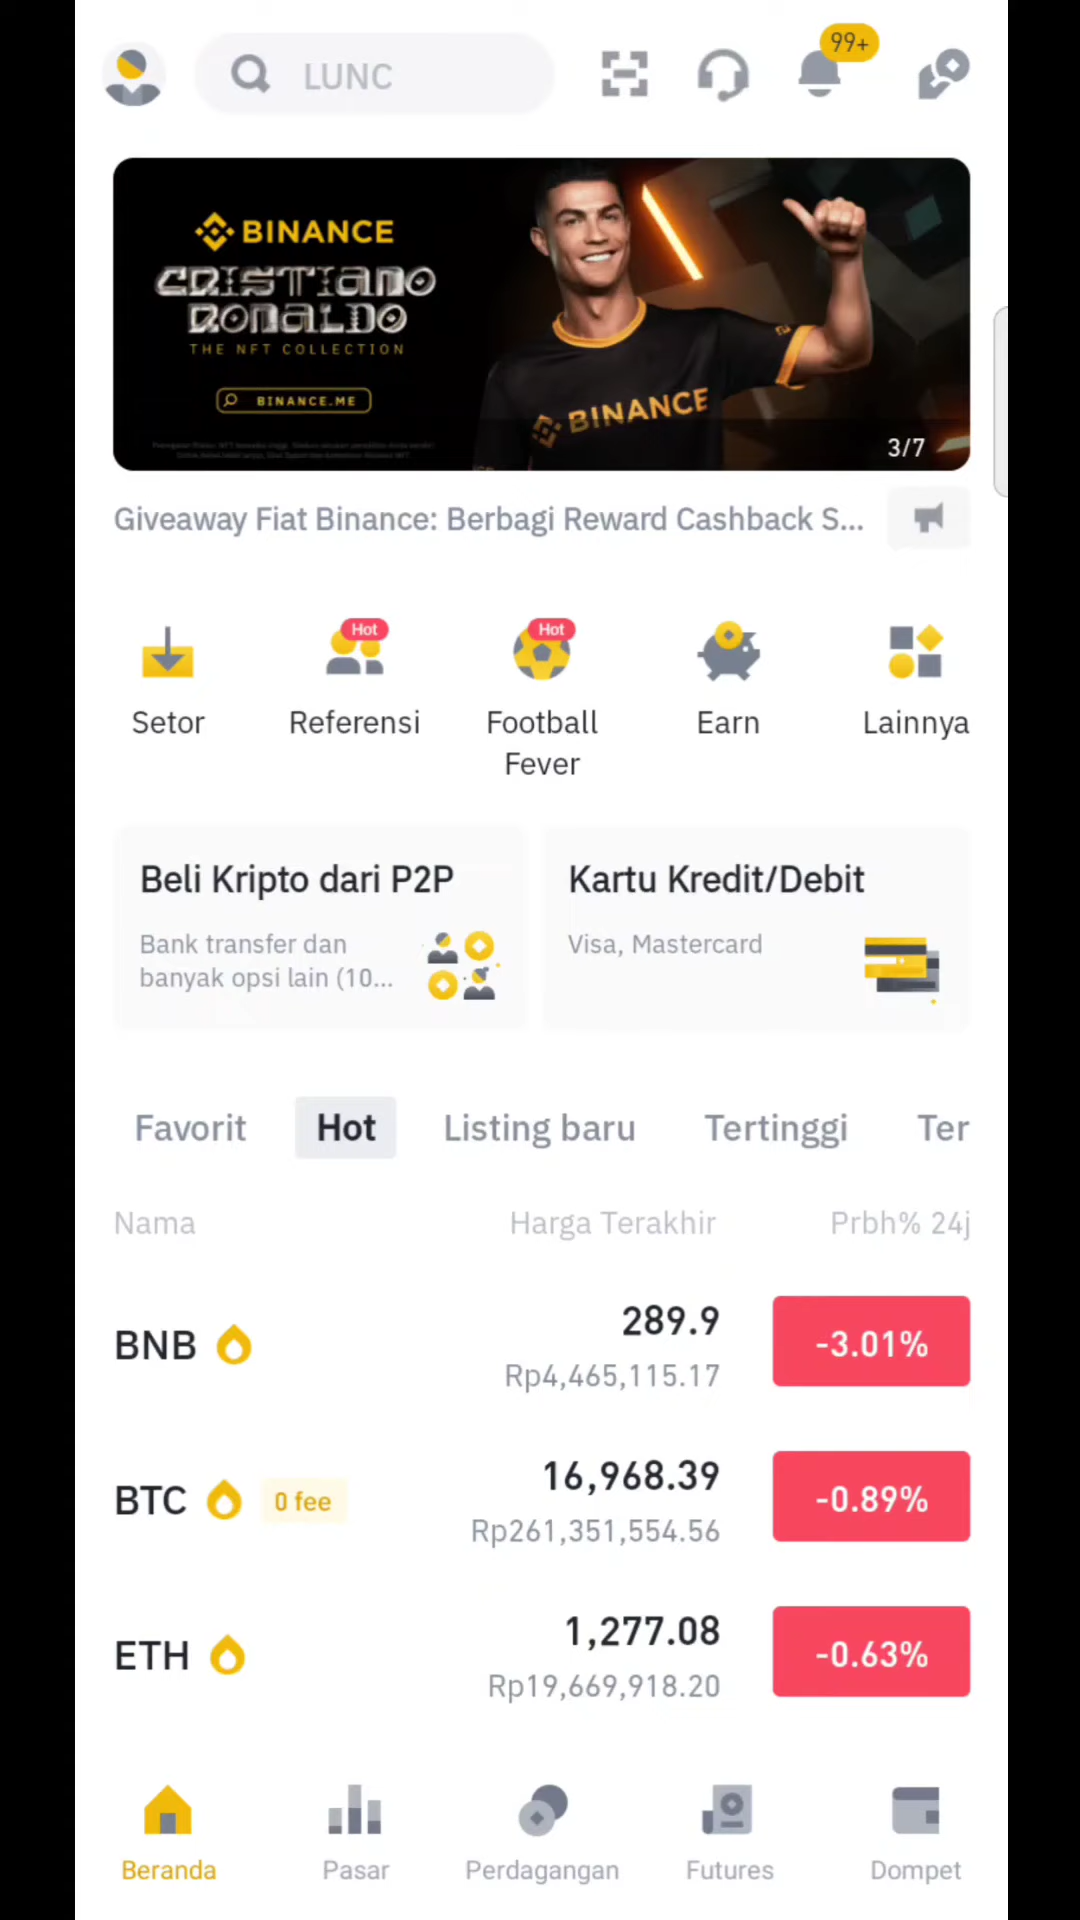 LUNC
99+
BINANCE
CRISTIANO
RONALDO
THE NFT COLLECTION
BINANCE.ME
BINANCE
3/7
Giveaway Fiat Binance: Berbagi Reward Cashback S...
Hot
Hot
Setor
Referensi
Football
Fever
Earn
Lainnya
Beli Kripto dari P2P
Bank transfer dan
banyak opsi lain (10...
Kartu Kredit/Debit
Visa, Mastercard
Favorit
Hot
Listing baru
Tertinggi
Ter
Nama
Harga Terakhir
Prbh% 24j
BNB
289.9
Rp4,465,115.17
-3.01%
BTC
0 fee
16,968.39
Rp261,351,554.56
-0.89%
ETH
1,277.08
Rp19,669,918.20
-0.63%
Beranda
Pasar
Perdagangan
Futures
Dompet